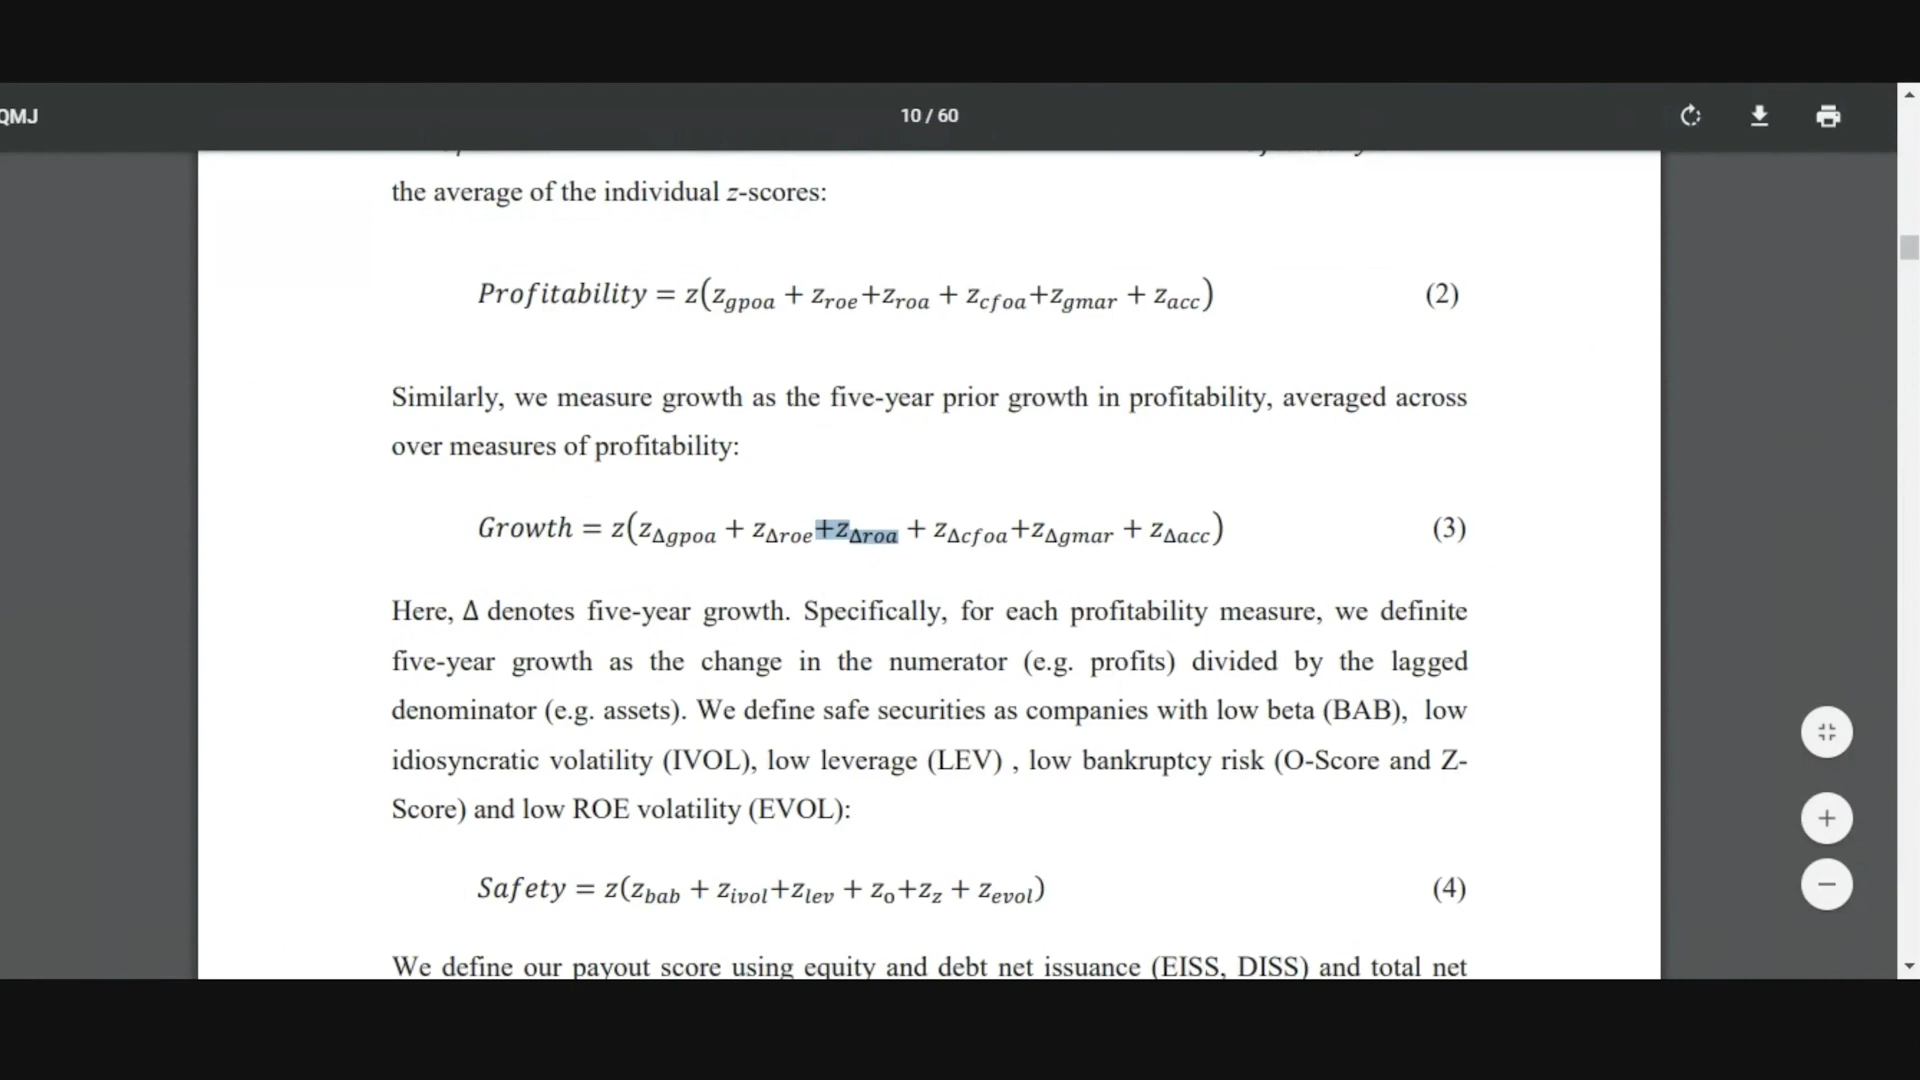 QMJ
10 / 60
the average of the individual z-scores:
Profitability = z(z_gpoa + z_roe+z_roa + z_cfoa+z_gmar + z_acc) (2)
Similarly, we measure growth as the five-year prior growth in profitability, averaged across
over measures of profitability:
Growth = z(z_Δgpoa + z_Δroe+z_Δroa + z_Δcfoa+z_Δgmar + z_Δacc) (3)
Here, Δ denotes five-year growth. Specifically, for each profitability measure, we definite
five-year growth as the change in the numerator (e.g. profits) divided by the lagged
denominator (e.g. assets). We define safe securities as companies with low beta (BAB), low
idiosyncratic volatility (IVOL), low leverage (LEV) , low bankruptcy risk (O-Score and Z-
Score) and low ROE volatility (EVOL):
Safety = z(z_bab + z_ivol+z_lev + z_o+z_z + z_evol) (4)
We define our payout score using equity and debt net issuance (EISS, DISS) and total net